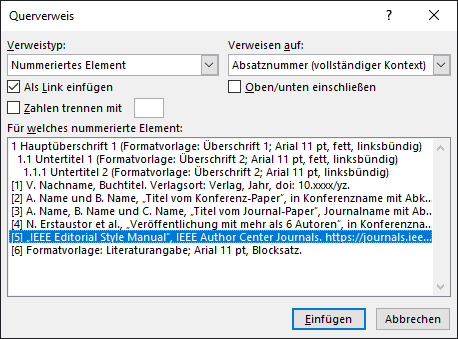 Querverweis
? ×
Verweistyp: Verweisen auf:
Nummeriertes Element Absatznummer (vollständiger Kontext)
Als Link einfügen Oben/unten einschließen
Zahlen trennen mit
Für welches nummerierte Element:
1 Hauptüberschrift 1 (Formatvorlage: Überschrift 1; Arial 11 pt, fett, linksbündig)
1.1 Untertitel 1 (Formatvorlage: Überschrift 2; Arial 11 pt, fett, linksbündig)
1.1.1 Untertitel 2 (Formatvorlage: Überschrift 2; Arial 11 pt, fett, linksbündig)
[1] V. Nachname, Buchtitel. Verlagsort: Verlag, Jahr, doi: 10.xxxx/yz.
[2] A. Name und B. Name, „Titel vom Konferenz-Paper“, in Konferenzname mit Abk...
[3] A. Name, B. Name und C. Name, „Titel vom Journal-Paper“, Journalname mit Ab...
[4] N. Erstautor et al., „Veröffentlichung mit mehr als 6 Autoren“, in Konferenzna...
[5] „IEEE Editorial Style Manual“, IEEE Author Center Journals. https://journals.iee...
[6] Formatvorlage: Literaturangabe; Arial 11 pt, Blocksatz.
Einfügen Abbrechen